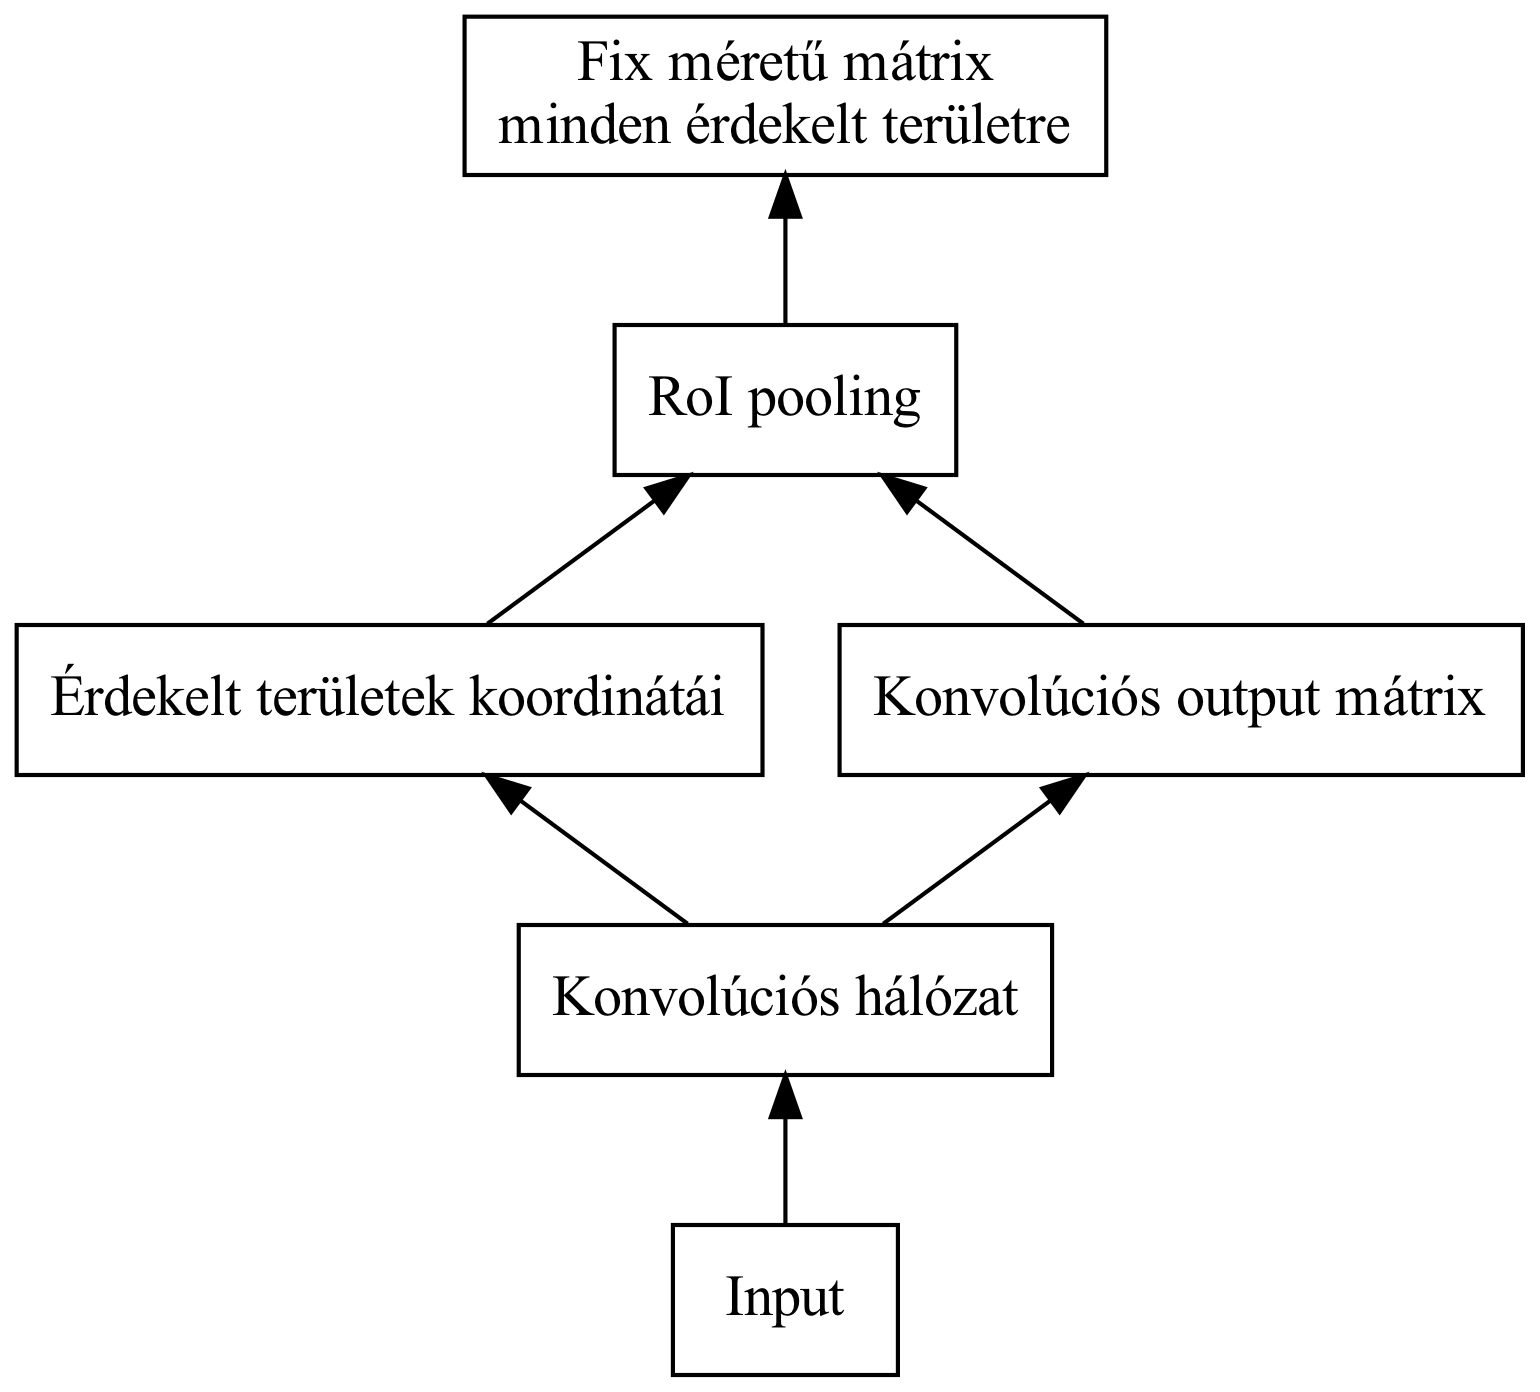 Fix méretű mátrix
minden érdekelt területre
RoI pooling
Érdekelt területek koordinátái
Konvolúciós output mátrix
Konvolúciós hálózat
Input